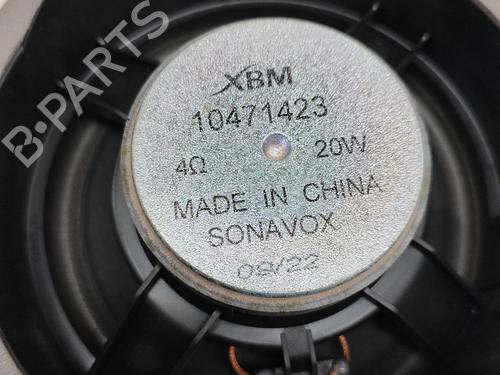 XBM
10471423
4Ω 20W
MADE IN CHINA
SONAVOX
09/22
B-PARTS